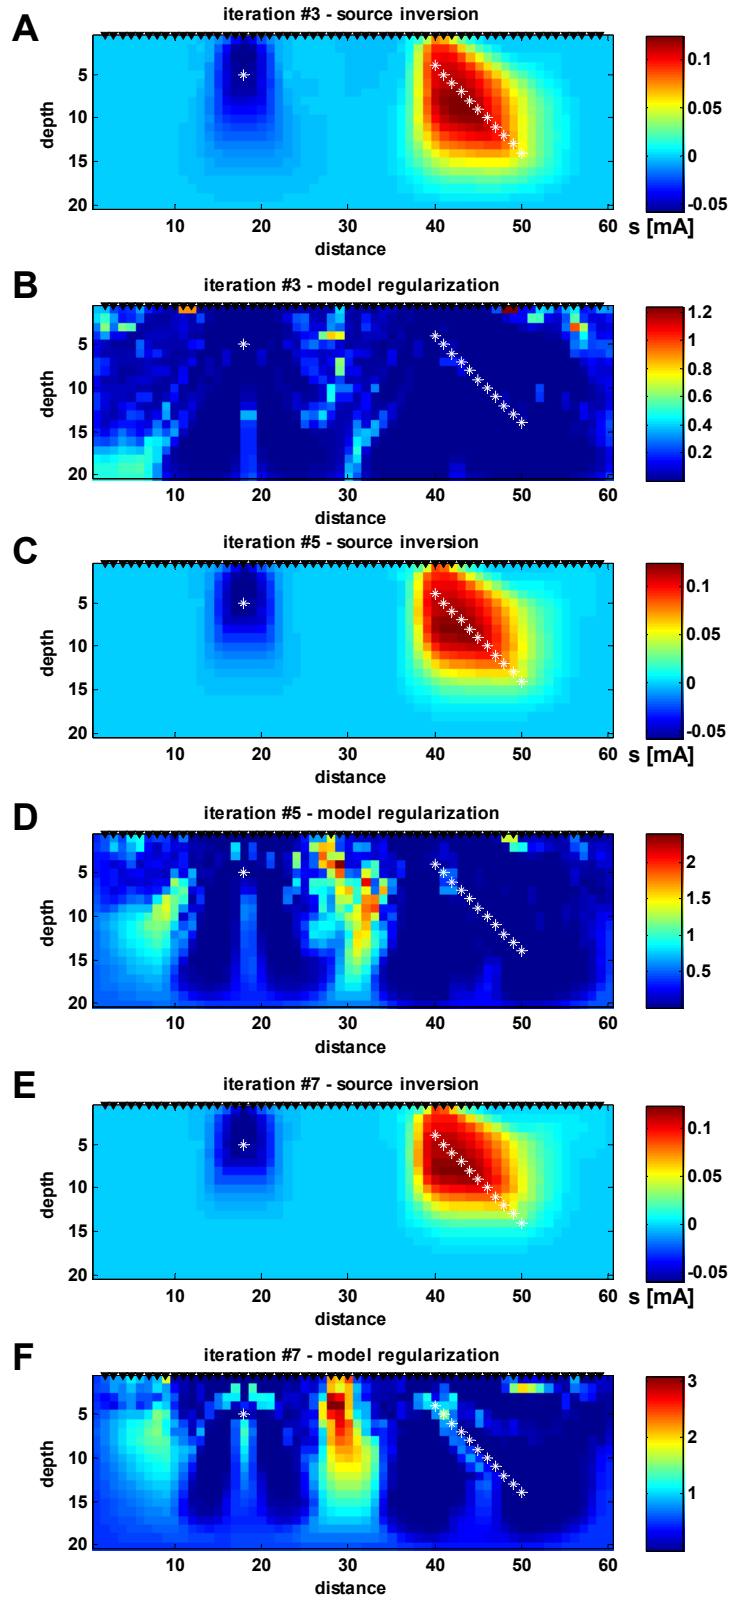 A
iteration #3 - source inversion
depth
5
10
15
20
10 20 30 40 50 60
distance
0.1
0.05
0
-0.05
s [mA]
B
iteration #3 - model regularization
depth
5
10
15
20
10 20 30 40 50 60
distance
1.2
1
0.8
0.6
0.4
0.2
C
iteration #5 - source inversion
depth
5
10
15
20
10 20 30 40 50 60
distance
0.1
0.05
0
-0.05
s [mA]
D
iteration #5 - model regularization
depth
5
10
15
20
10 20 30 40 50 60
distance
2
1.5
1
0.5
E
iteration #7 - source inversion
depth
5
10
15
20
10 20 30 40 50 60
distance
0.1
0.05
0
-0.05
s [mA]
F
iteration #7 - model regularization
depth
5
10
15
20
10 20 30 40 50 60
distance
3
2
1